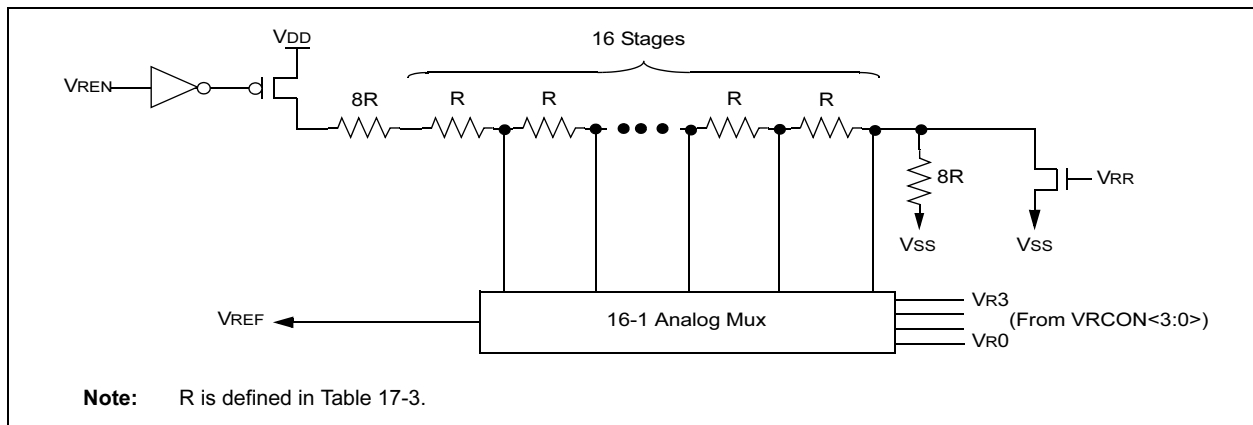 VDD
16 Stages
VREN
8R
R
R
R
R
8R
VRR
VSS
VSS
VREF
16-1 Analog Mux
VR3
(From VRCON<3:0>)
VR0
Note: R is defined in Table 17-3.